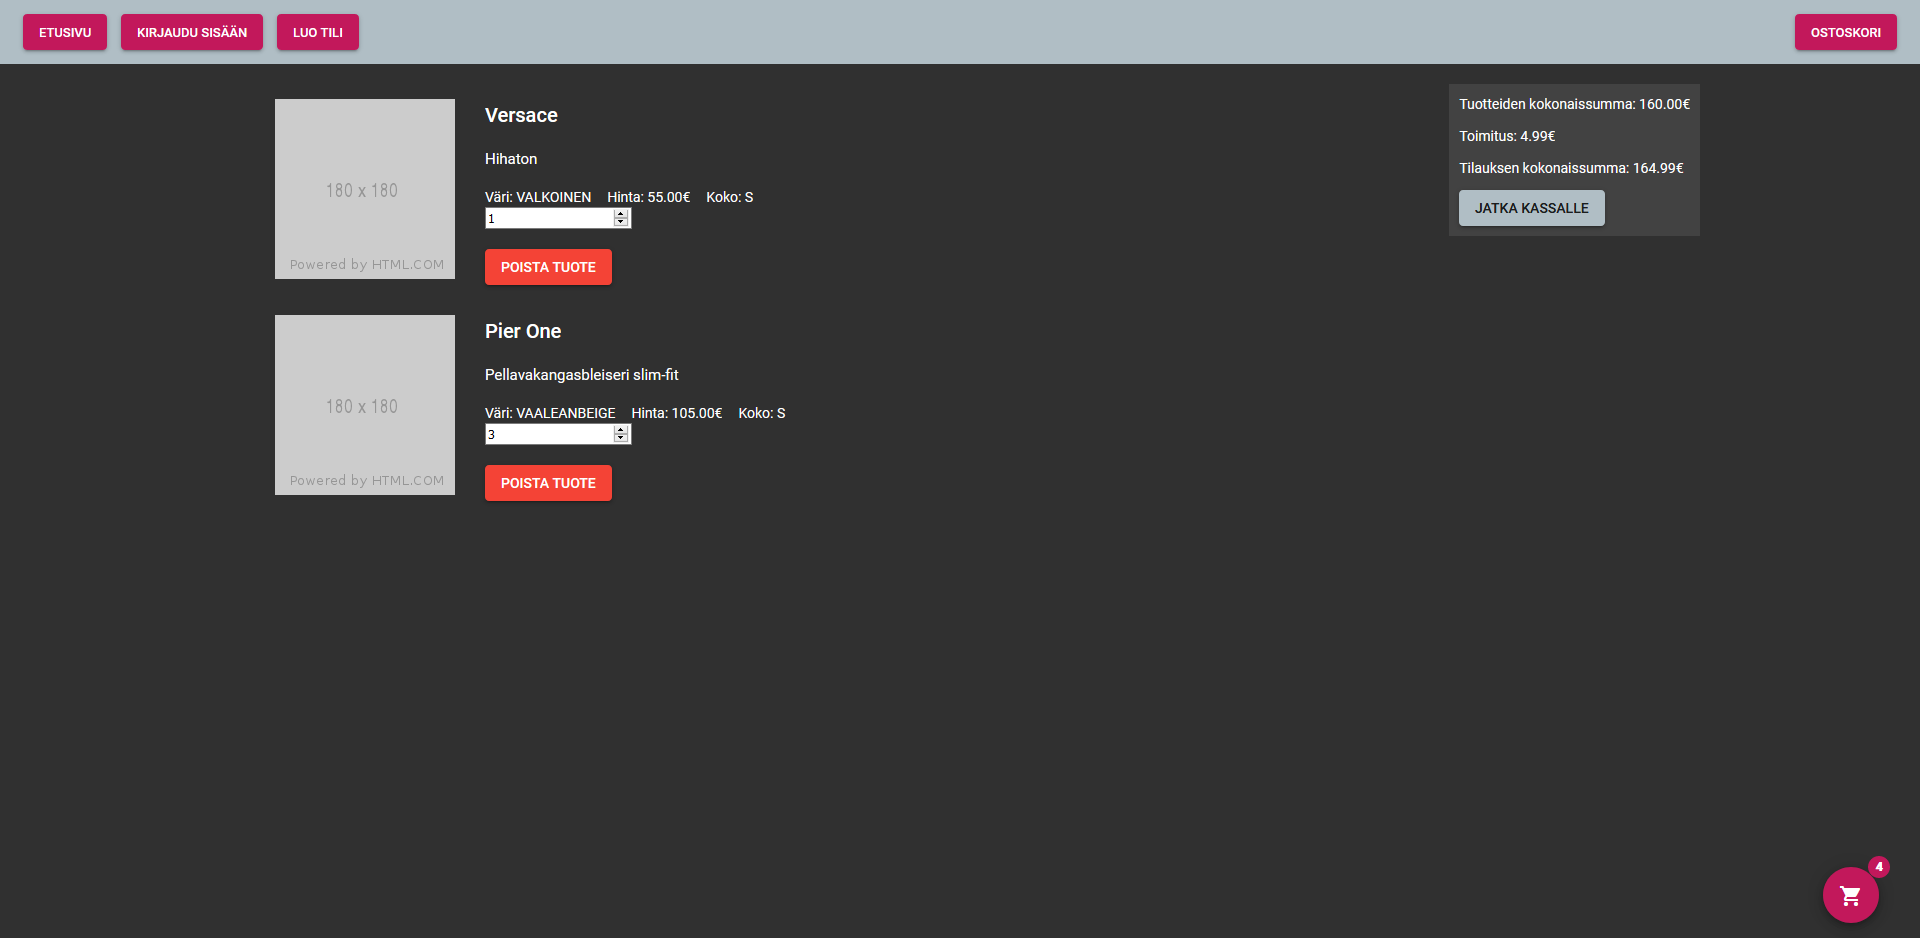 ETUSIVU KIRJAUDU SISÄÄN LUO TILI OSTOSKORI
180 x 180
Powered by HTML.COM
Versace
Hihaton
Väri: VALKOINEN Hinta: 55.00€ Koko: S
1
POISTA TUOTE
180 x 180
Powered by HTML.COM
Pier One
Pellavakangasbleiseri slim-fit
Väri: VAALEANBEIGE Hinta: 105.00€ Koko: S
3
POISTA TUOTE
Tuotteiden kokonaissumma: 160.00€
Toimitus: 4.99€
Tilauksen kokonaissumma: 164.99€
JATKA KASSALLE
4